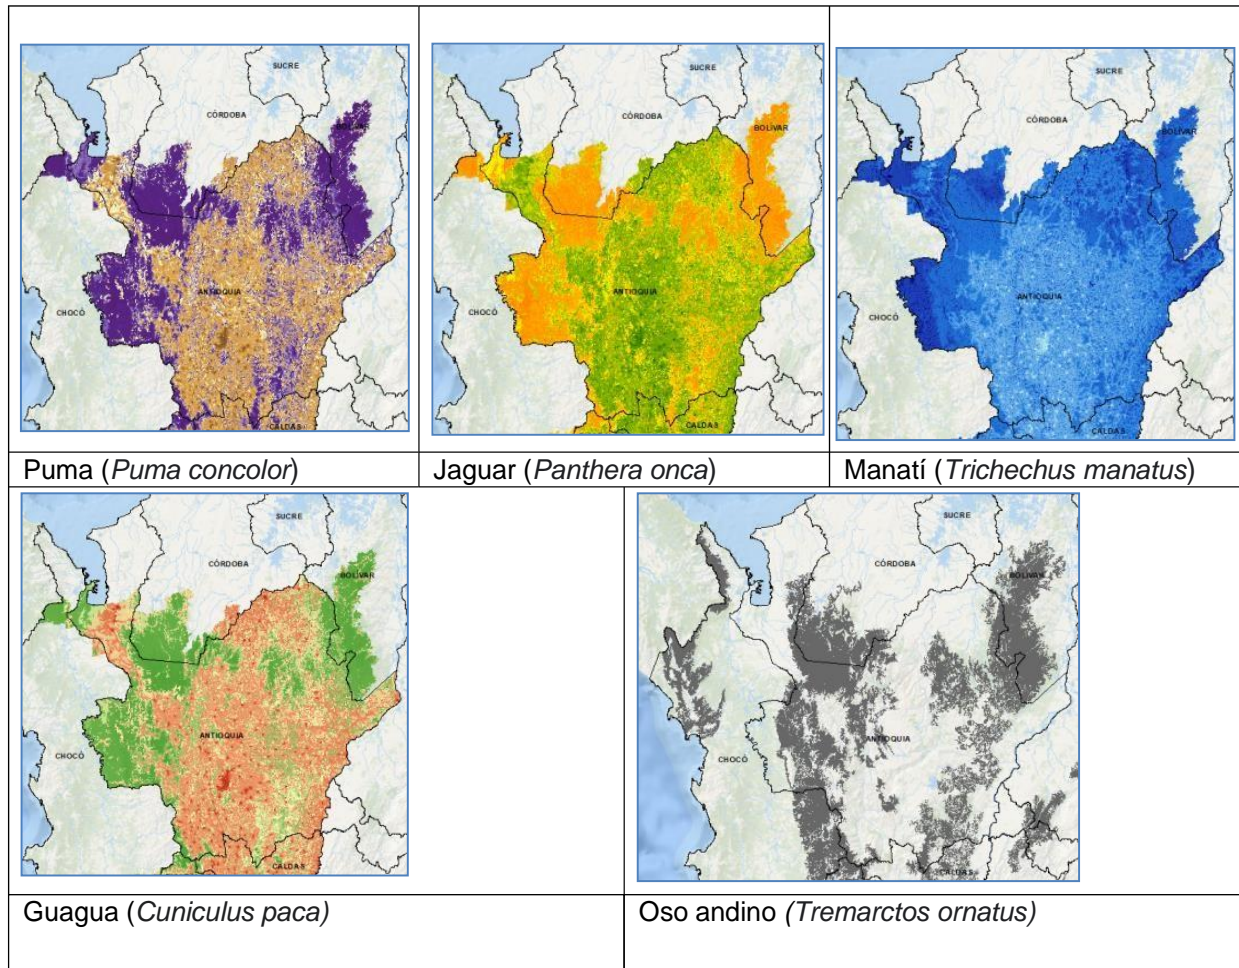 SUCRE
CÓRDOBA
BOLÍVAR
ANTIOQUIA
CHOCÓ
CALDAS
SUCRE
CÓRDOBA
BOLÍVAR
ANTIOQUIA
CHOCÓ
CALDAS
SUCRE
CÓRDOBA
BOLÍVAR
ANTIOQUIA
CHOCÓ
CALDAS
Puma (Puma concolor)
Jaguar (Panthera onca)
Manatí (Trichechus manatus)
SUCRE
CÓRDOBA
BOLÍVAR
ANTIOQUIA
CHOCÓ
CALDAS
SUCRE
CÓRDOBA
BOLÍVAR
ANTIOQUIA
CHOCÓ
CALDAS
Guagua (Cuniculus paca)
Oso andino (Tremarctos ornatus)